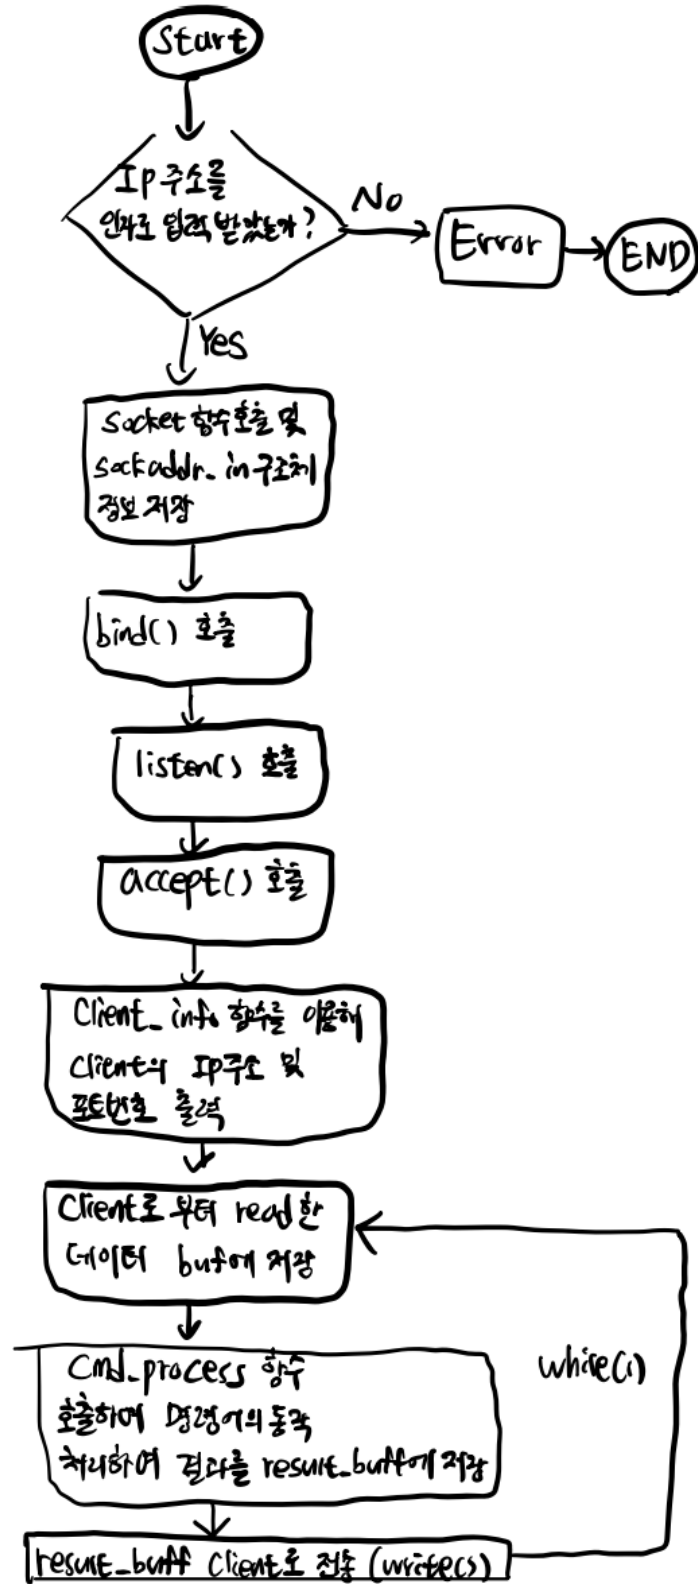 Start
Ip 주소를
인자로 입력 받았는가?
No
Error
END
Yes
Socket 함수호출 및
sockaddr_in 구조체
정보 저장
bind() 호출
listen() 호출
accept() 호출
Client_info 함수를 이용해
Client의 Ip주소 및
포트번호 출력
Client로 부터 read한
데이터 buf에 저장
while(1)
Cmd_process 함수
호출하여 명령어의 동작
처리하여 결과를 result_buff에 저장
result_buff Client로 전송 (write())